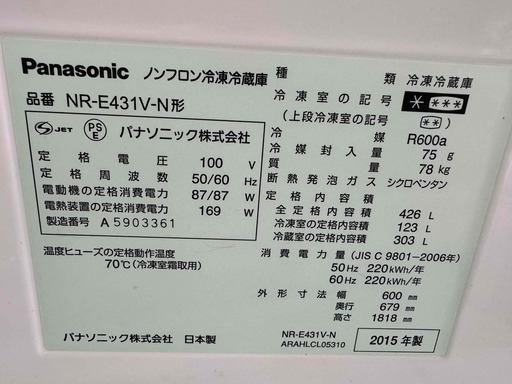 Panasonic ノンフロン冷凍冷蔵庫
品番 NR-E431V-N形
S JET PSE パナソニック株式会社
定格電圧 100 V
定格周波数 50/60 Hz
電動機の定格消費電力 87/87 W
電熱装置の定格消費電力 169 W
製造番号 A 5903361
温度ヒューズの定格動作温度
70℃(冷凍室霜取用)
パナソニック株式会社 日本製
種類 冷凍冷蔵庫
冷凍室の記号 * ***
(上段冷凍室の記号 ** )
冷媒 R600a
冷媒封入量 75 g
質量 78 kg
断熱発泡ガス シクロペンタン
定格内容積
全定格内容積 426 L
冷凍室の定格内容積 123 L
冷蔵室の定格内容積 303 L
消費電力量(JIS C 9801-2006年)
50Hz 220kWh/年
60Hz 220kWh/年
外形寸法 幅 600 mm
奥行 679 mm
高さ 1818 mm
NR-E431V-N
ARAHLCL05310
2015年製